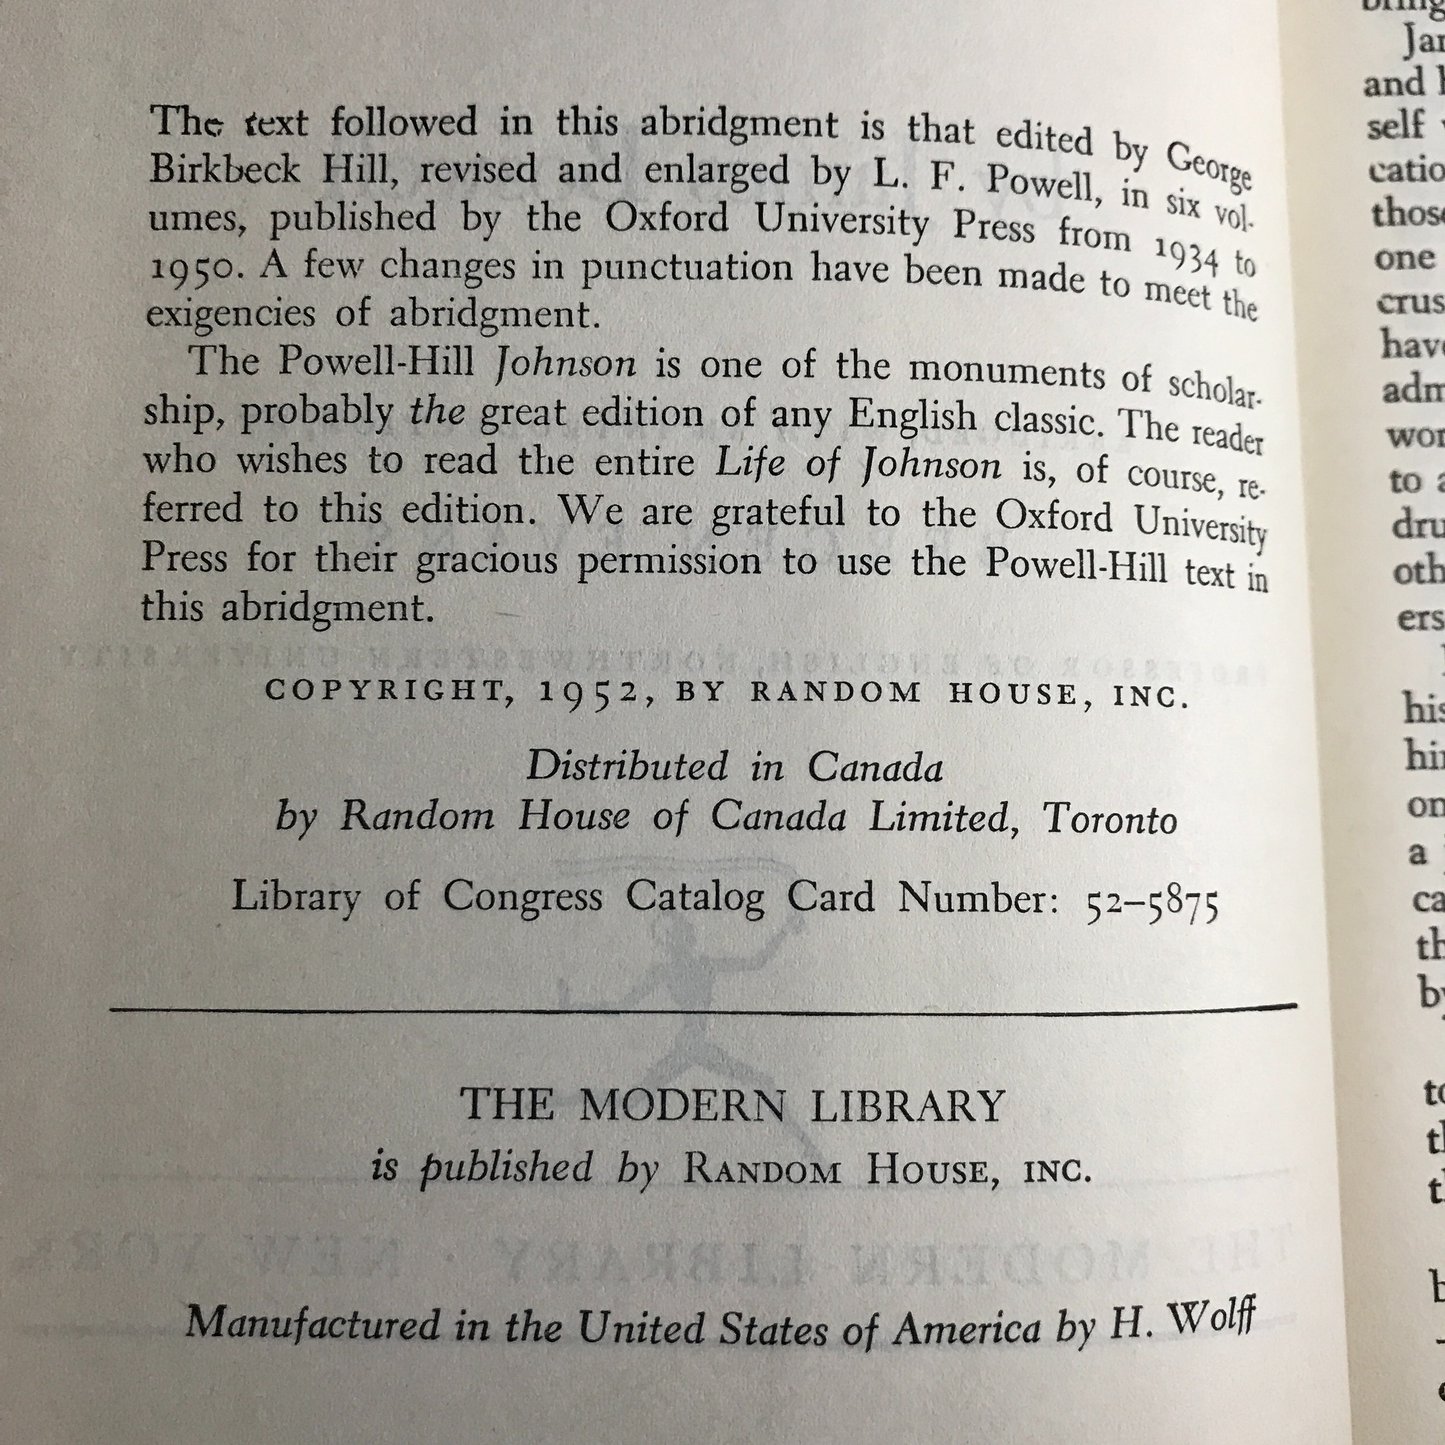 The text followed in this abridgment is that edited by George
Birkbeck Hill, revised and enlarged by L. F. Powell, in six vol-
umes, published by the Oxford University Press from 1934 to
1950. A few changes in punctuation have been made to meet the
exigencies of abridgment.
The Powell-Hill Johnson is one of the monuments of scholar-
ship, probably the great edition of any English classic. The reader
who wishes to read the entire Life of Johnson is, of course, re-
ferred to this edition. We are grateful to the Oxford University
Press for their gracious permission to use the Powell-Hill text in
this abridgment.
COPYRIGHT, 1952, BY RANDOM HOUSE, INC.
Distributed in Canada
by Random House of Canada Limited, Toronto
Library of Congress Catalog Card Number: 52–5875
THE MODERN LIBRARY
is published by RANDOM HOUSE, INC.
Manufactured in the United States of America by H. Wolff
and
self
those
one
have
to